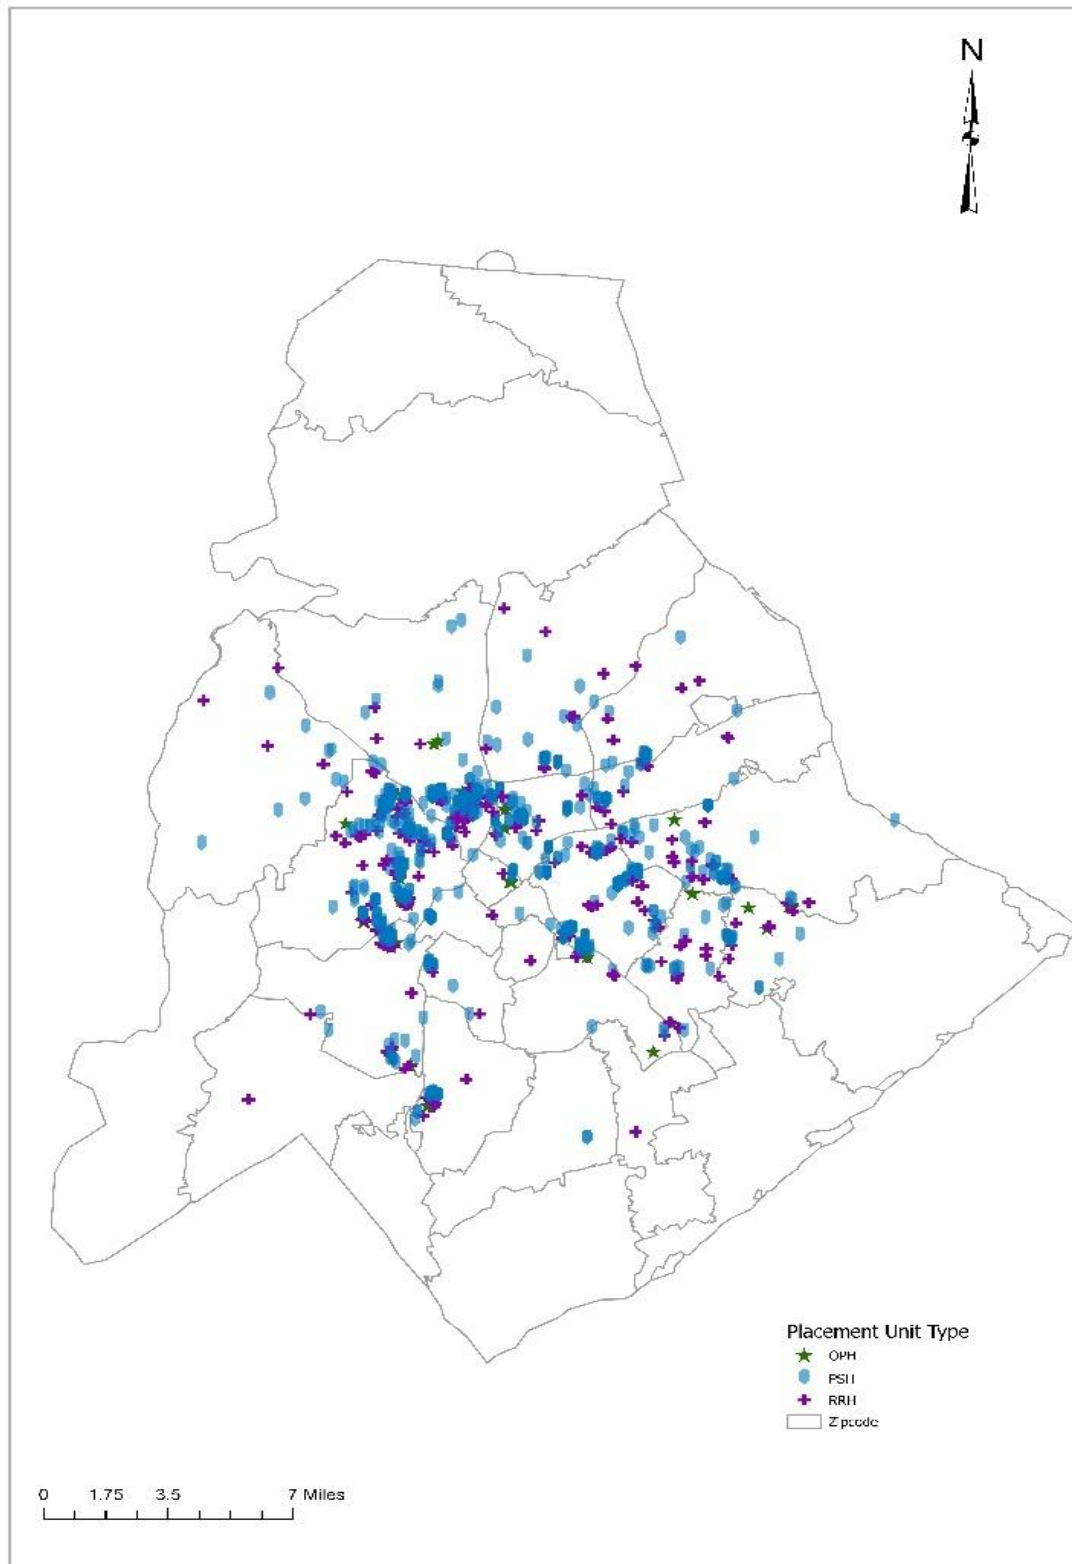 N
Placement Unit Type
OPH
PSH
RRH
Zipcode
0 1.75 3.5 7 Miles